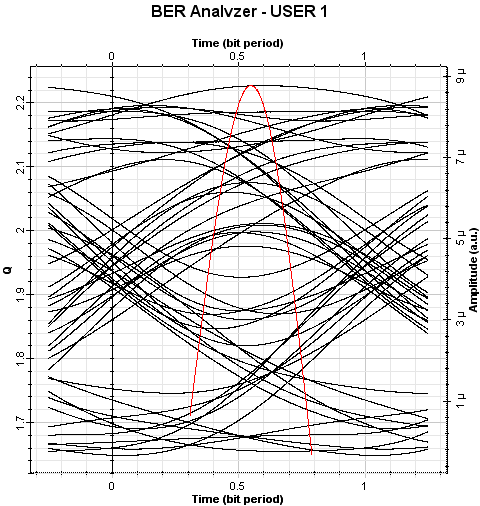 BER Analyzer - USER 1
Time (bit period)
0 0.5 1
2.2
2.1
2
1.9
1.8
1.7
Q
9 µ
7 µ
5 µ
3 µ
1 µ
Amplitude (a.u.)
0 0.5 1
Time (bit period)